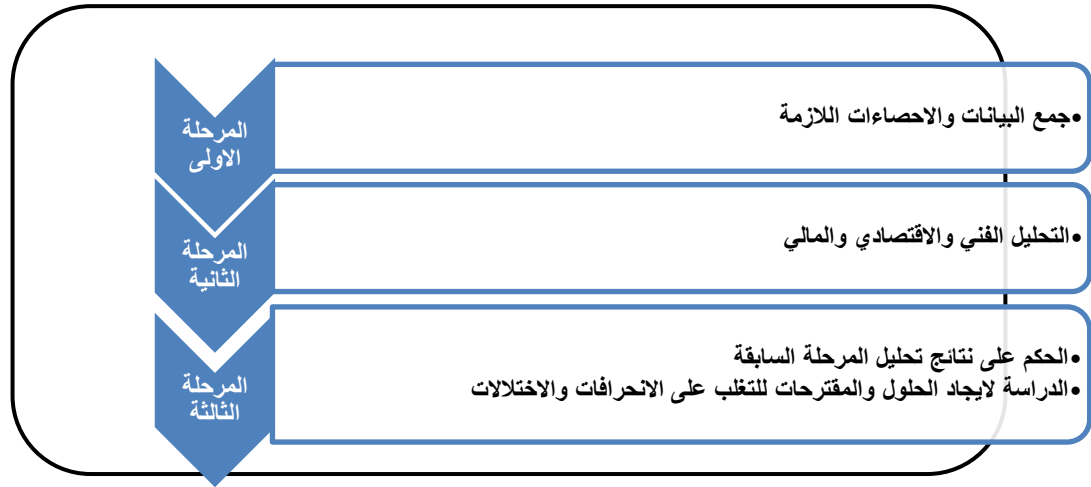 المرحلة
الاولى
•جمع البيانات والاحصاءات اللازمة
المرحلة
الثانية
•التحليل الفني والاقتصادي والمالي
المرحلة
الثالثة
•الحكم على نتائج تحليل المرحلة السابقة
•الدراسة لايجاد الحلول والمقترحات للتغلب على الانحرافات والاختلالات